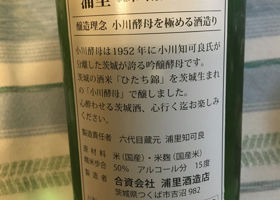 浦里
醸造理念 小川酵母を極める酒造り
小川酵母は1952年に小川知可良氏が
分離した茨城が誇る吟醸酵母です。
茨城の酒米「ひたち錦」を茨城生まれ
の「小川酵母」で醸しました。
心酔わせる茨城酒、心行く迄お楽しみ
ください。
製造責任者 六代目蔵元 浦里知可良
原材料 米(国産)・米麹(国産米)
精米歩合 50% アルコール分 15度
製造者 合資会社 浦里酒造店
茨城県つくば市吉沼982